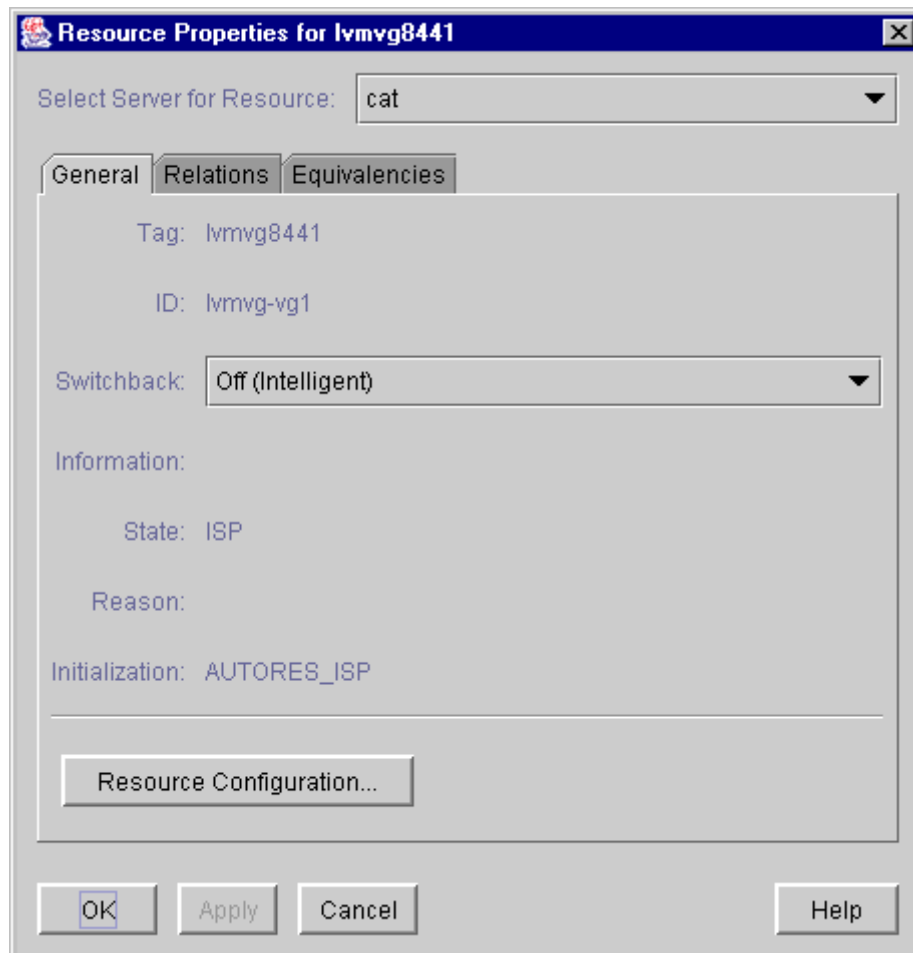 Resource Properties for lvmvg8441
Select Server for Resource: cat
General Relations Equivalencies
Tag: lvmvg8441
ID: lvmvg-vg1
Switchback: Off (Intelligent)
Information:
State: ISP
Reason:
Initialization: AUTORES_ISP
Resource Configuration...
OK Apply Cancel Help